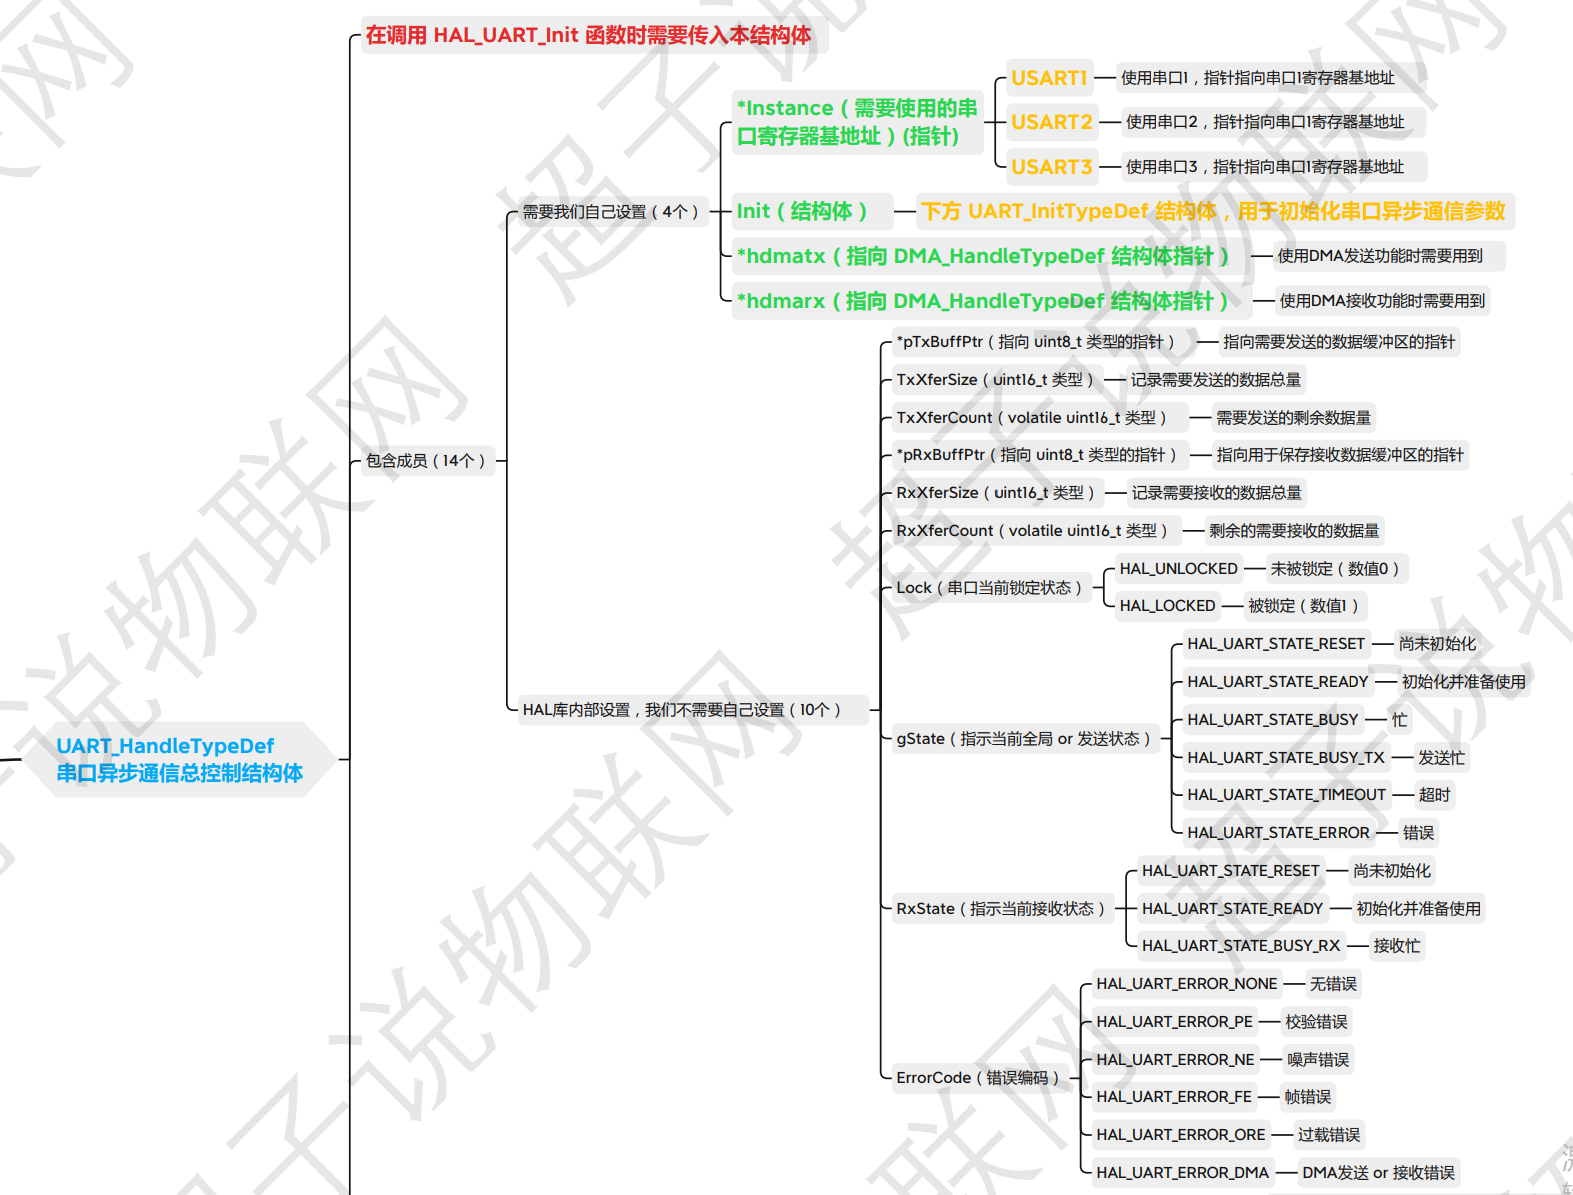 在调用 HAL_UART_Init 函数时需要传入本结构体
*Instance（需要使用的串
口寄存器基地址）(指针)
USART1
使用串口1，指针指向串口1寄存器基地址
USART2
使用串口2，指针指向串口1寄存器基地址
USART3
使用串口3，指针指向串口1寄存器基地址
需要我们自己设置（4个）
Init（结构体）
下方 UART_InitTypeDef 结构体，用于初始化串口异步通信参数
*hdmatx（指向 DMA_HandleTypeDef 结构体指针）
使用DMA发送功能时需要用到
*hdmarx（指向 DMA_HandleTypeDef 结构体指针）
使用DMA接收功能时需要用到
*pTxBuffPtr（指向 uint8_t 类型的指针）
指向需要发送的数据缓冲区的指针
TxXferSize（uint16_t 类型）
记录需要发送的数据总量
TxXferCount（volatile uint16_t 类型）
需要发送的剩余数据量
包含成员（14个）
*pRxBuffPtr（指向 uint8_t 类型的指针）
指向用于保存接收数据缓冲区的指针
RxXferSize（uint16_t 类型）
记录需要接收的数据总量
RxXferCount（volatile uint16_t 类型）
剩余的需要接收的数据量
Lock（串口当前锁定状态）
HAL_UNLOCKED
未被锁定（数值0）
HAL_LOCKED
被锁定（数值1）
HAL库内部设置，我们不需要自己设置（10个）
gState（指示当前全局 or 发送状态）
HAL_UART_STATE_RESET
尚未初始化
HAL_UART_STATE_READY
初始化并准备使用
HAL_UART_STATE_BUSY
忙
HAL_UART_STATE_BUSY_TX
发送忙
HAL_UART_STATE_TIMEOUT
超时
HAL_UART_STATE_ERROR
错误
UART_HandleTypeDef
串口异步通信总控制结构体
RxState（指示当前接收状态）
HAL_UART_STATE_RESET
尚未初始化
HAL_UART_STATE_READY
初始化并准备使用
HAL_UART_STATE_BUSY_RX
接收忙
ErrorCode（错误编码）
HAL_UART_ERROR_NONE
无错误
HAL_UART_ERROR_PE
校验错误
HAL_UART_ERROR_NE
噪声错误
HAL_UART_ERROR_FE
帧错误
HAL_UART_ERROR_ORE
过载错误
HAL_UART_ERROR_DMA
DMA发送 or 接收错误
超子说物联网
超子说物联网
超子说物联网